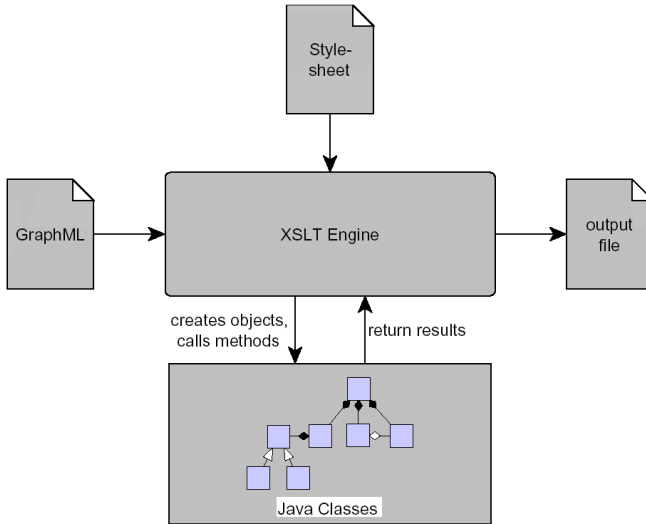 Style-
sheet
GraphML
XSLT Engine
output
file
creates objects,
calls methods
return results
Java Classes